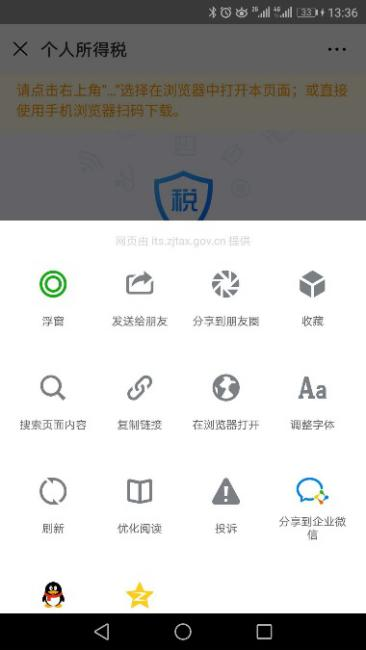 2G 4G 33 13:36
个人所得税
请点击右上角"..."选择在浏览器中打开本页面；或直接
使用手机浏览器扫码下载。
税
网页由 its.zjtax.gov.cn 提供
浮窗 发送给朋友 分享到朋友圈 收藏
Aa
搜索页面内容 复制链接 在浏览器打开 调整字体
刷新 优化阅读 投诉 分享到企业微
信